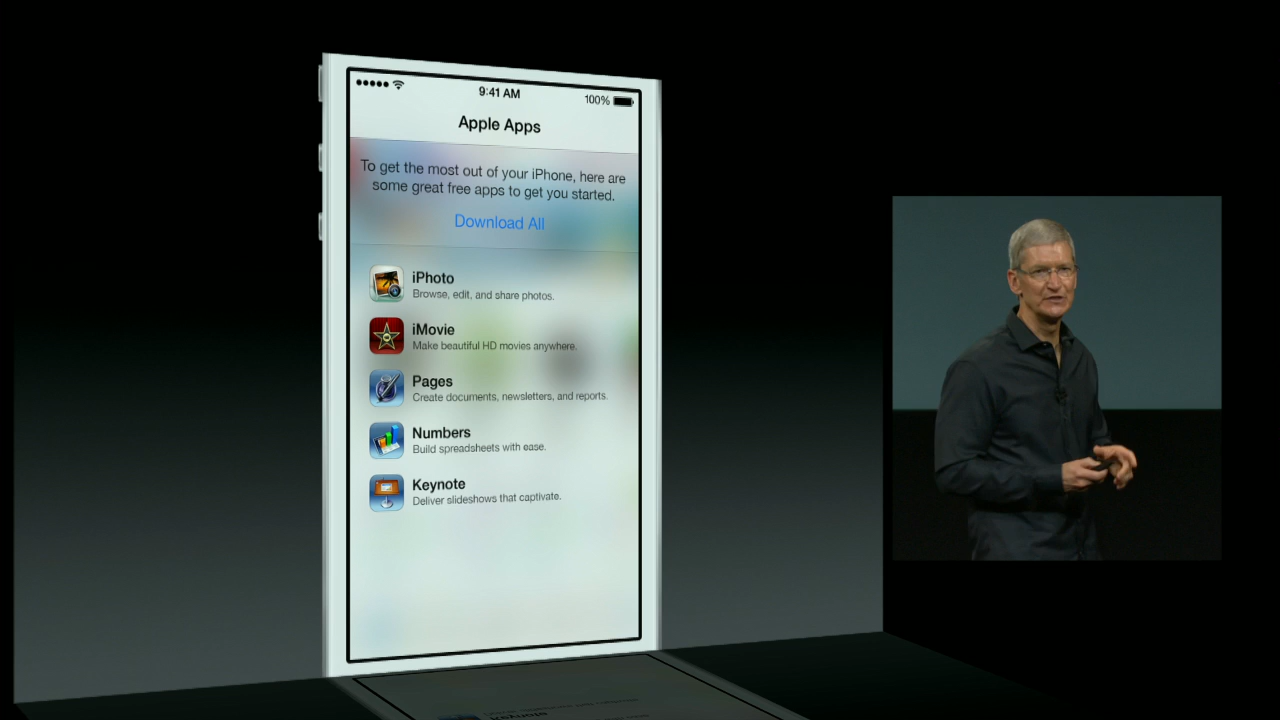 9:41 AM
100%
Apple Apps
To get the most out of your iPhone, here are
some great free apps to get you started.
Download All
iPhoto
Browse, edit, and share photos.
iMovie
Make beautiful HD movies anywhere.
Pages
Create documents, newsletters, and reports.
Numbers
Build spreadsheets with ease.
Keynote
Deliver slideshows that captivate.